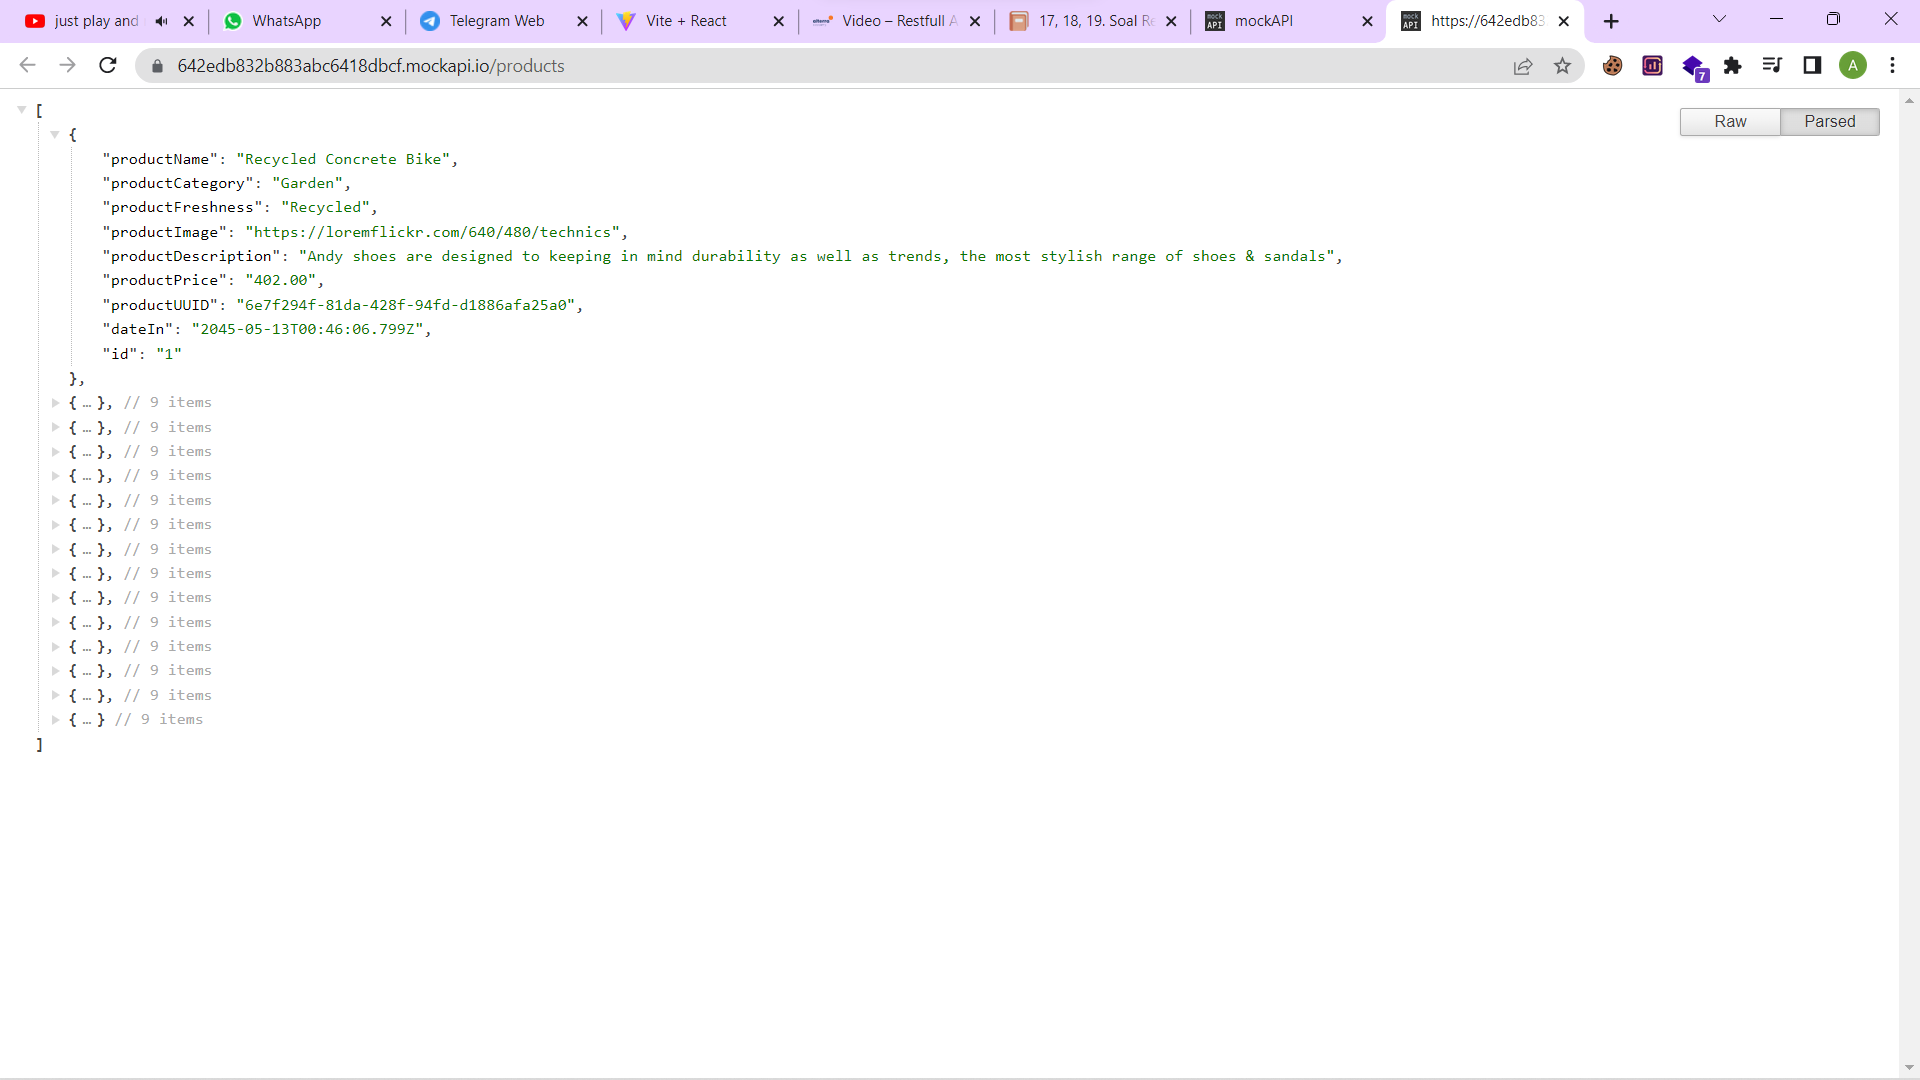 just play and
WhatsApp
Telegram Web
Vite + React
Video – Restfull A
17, 18, 19. Soal Re
mock API
mockAPI
mock API
https://642edb83
642edb832b883abc6418dbcf.mockapi.io/products
7
A
Raw
Parsed
[
{
"productName": "Recycled Concrete Bike",
"productCategory": "Garden",
"productFreshness": "Recycled",
"productImage": "https://loremflickr.com/640/480/technics",
"productDescription": "Andy shoes are designed to keeping in mind durability as well as trends, the most stylish range of shoes & sandals",
"productPrice": "402.00",
"productUUID": "6e7f294f-81da-428f-94fd-d1886afa25a0",
"dateIn": "2045-05-13T00:46:06.799Z",
"id": "1"
},
{ … }, // 9 items
{ … }, // 9 items
{ … }, // 9 items
{ … }, // 9 items
{ … }, // 9 items
{ … }, // 9 items
{ … }, // 9 items
{ … }, // 9 items
{ … }, // 9 items
{ … }, // 9 items
{ … }, // 9 items
{ … }, // 9 items
{ … }, // 9 items
{ … } // 9 items
]